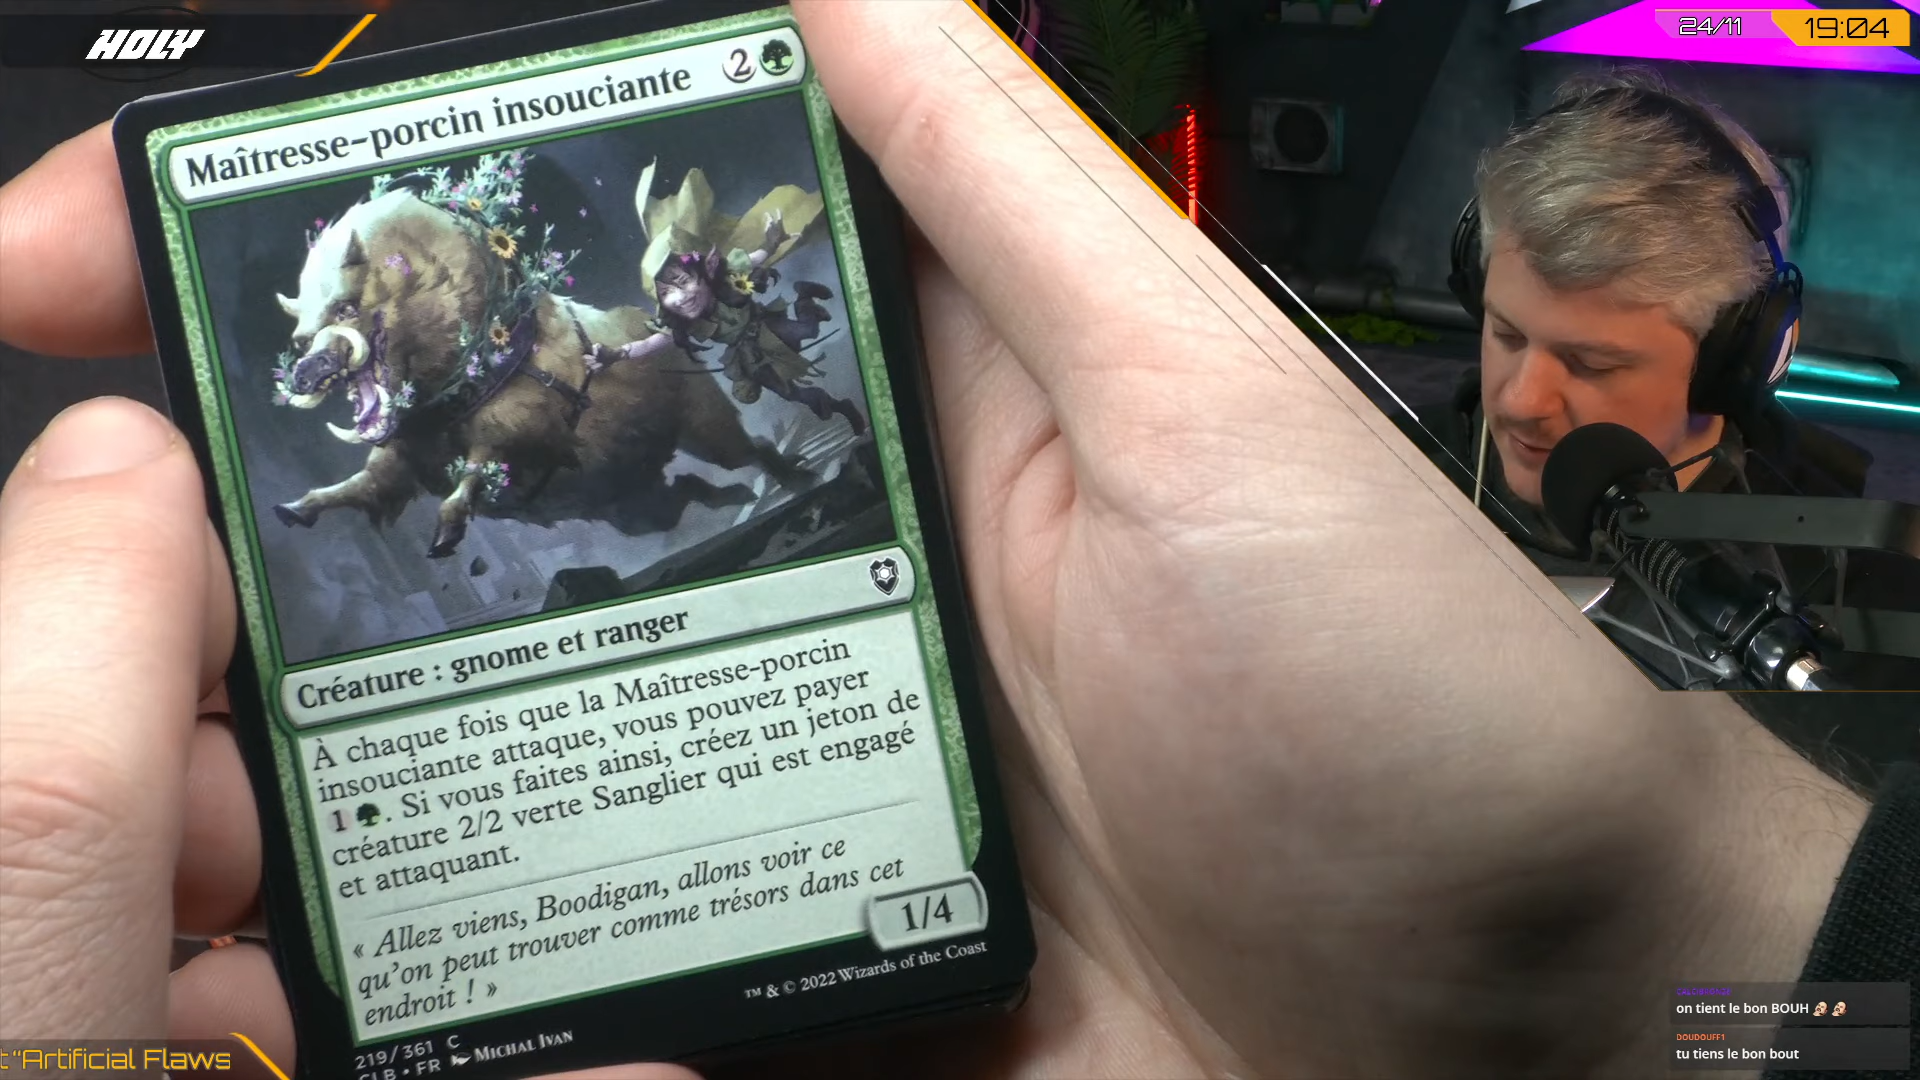 HOLY
24/11
19:04
Maîtresse-porcin insouciante 2
Créature : gnome et ranger
À chaque fois que la Maîtresse-porcin
insouciante attaque, vous pouvez payer
1 . Si vous faites ainsi, créez un jeton de
créature 2/2 verte Sanglier qui est engagé
et attaquant.
« Allez viens, Boodigan, allons voir ce
qu'on peut trouver comme trésors dans cet
endroit ! »
1/4
™ & © 2022 Wizards of the Coast
219/361 C
CLB • FR MICHAL IVAN
t "Artificial Flaws
on tient le bon BOUH
DOUDOUFF1
tu tiens le bon bout